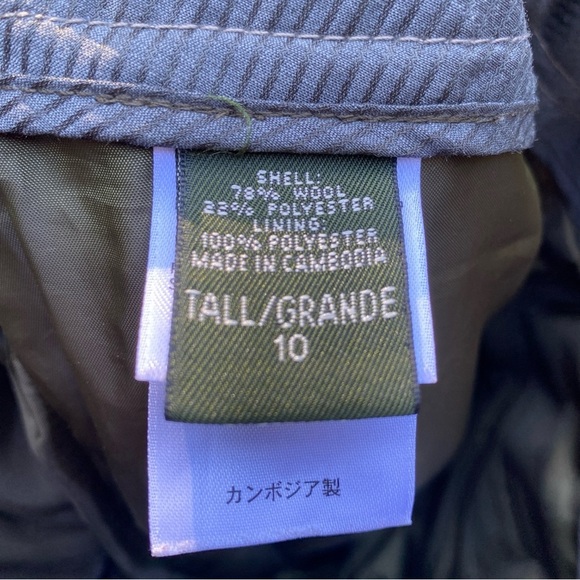 SHELL:
78% WOOL
22% POLYESTER
LINING:
100% POLYESTER
MADE IN CAMBODIA
TALL/GRANDE
10
カンボジア製